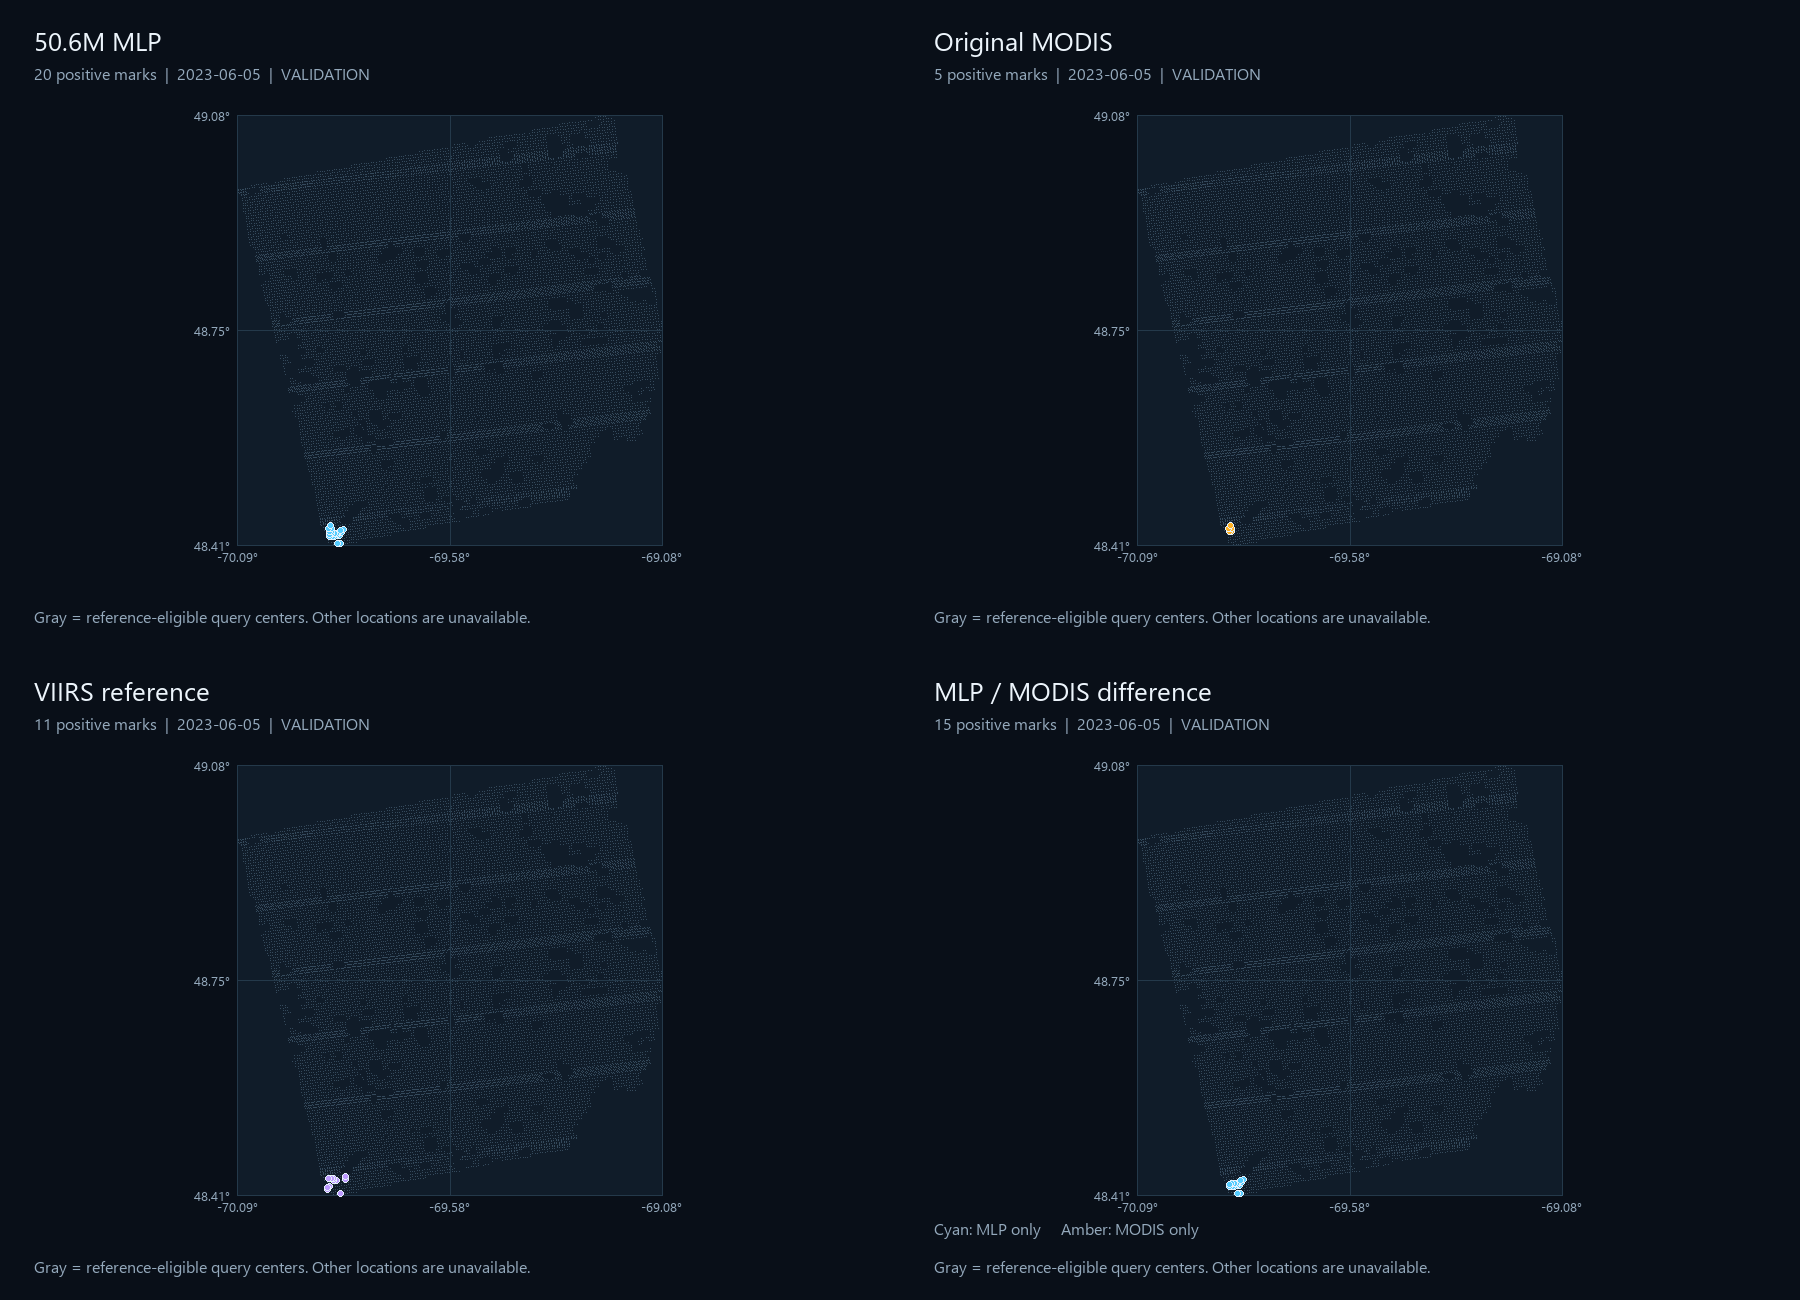 50.6M MLP
20 positive marks | 2023-06-05 | VALIDATION
49.08°
48.75°
48.41°
-70.09°
-69.58°
-69.08°
Gray = reference-eligible query centers. Other locations are unavailable.
Original MODIS
5 positive marks | 2023-06-05 | VALIDATION
49.08°
48.75°
48.41°
-70.09°
-69.58°
-69.08°
Gray = reference-eligible query centers. Other locations are unavailable.
VIIRS reference
11 positive marks | 2023-06-05 | VALIDATION
49.08°
48.75°
48.41°
-70.09°
-69.58°
-69.08°
Gray = reference-eligible query centers. Other locations are unavailable.
MLP / MODIS difference
15 positive marks | 2023-06-05 | VALIDATION
49.08°
48.75°
48.41°
-70.09°
-69.58°
-69.08°
Cyan: MLP only Amber: MODIS only
Gray = reference-eligible query centers. Other locations are unavailable.